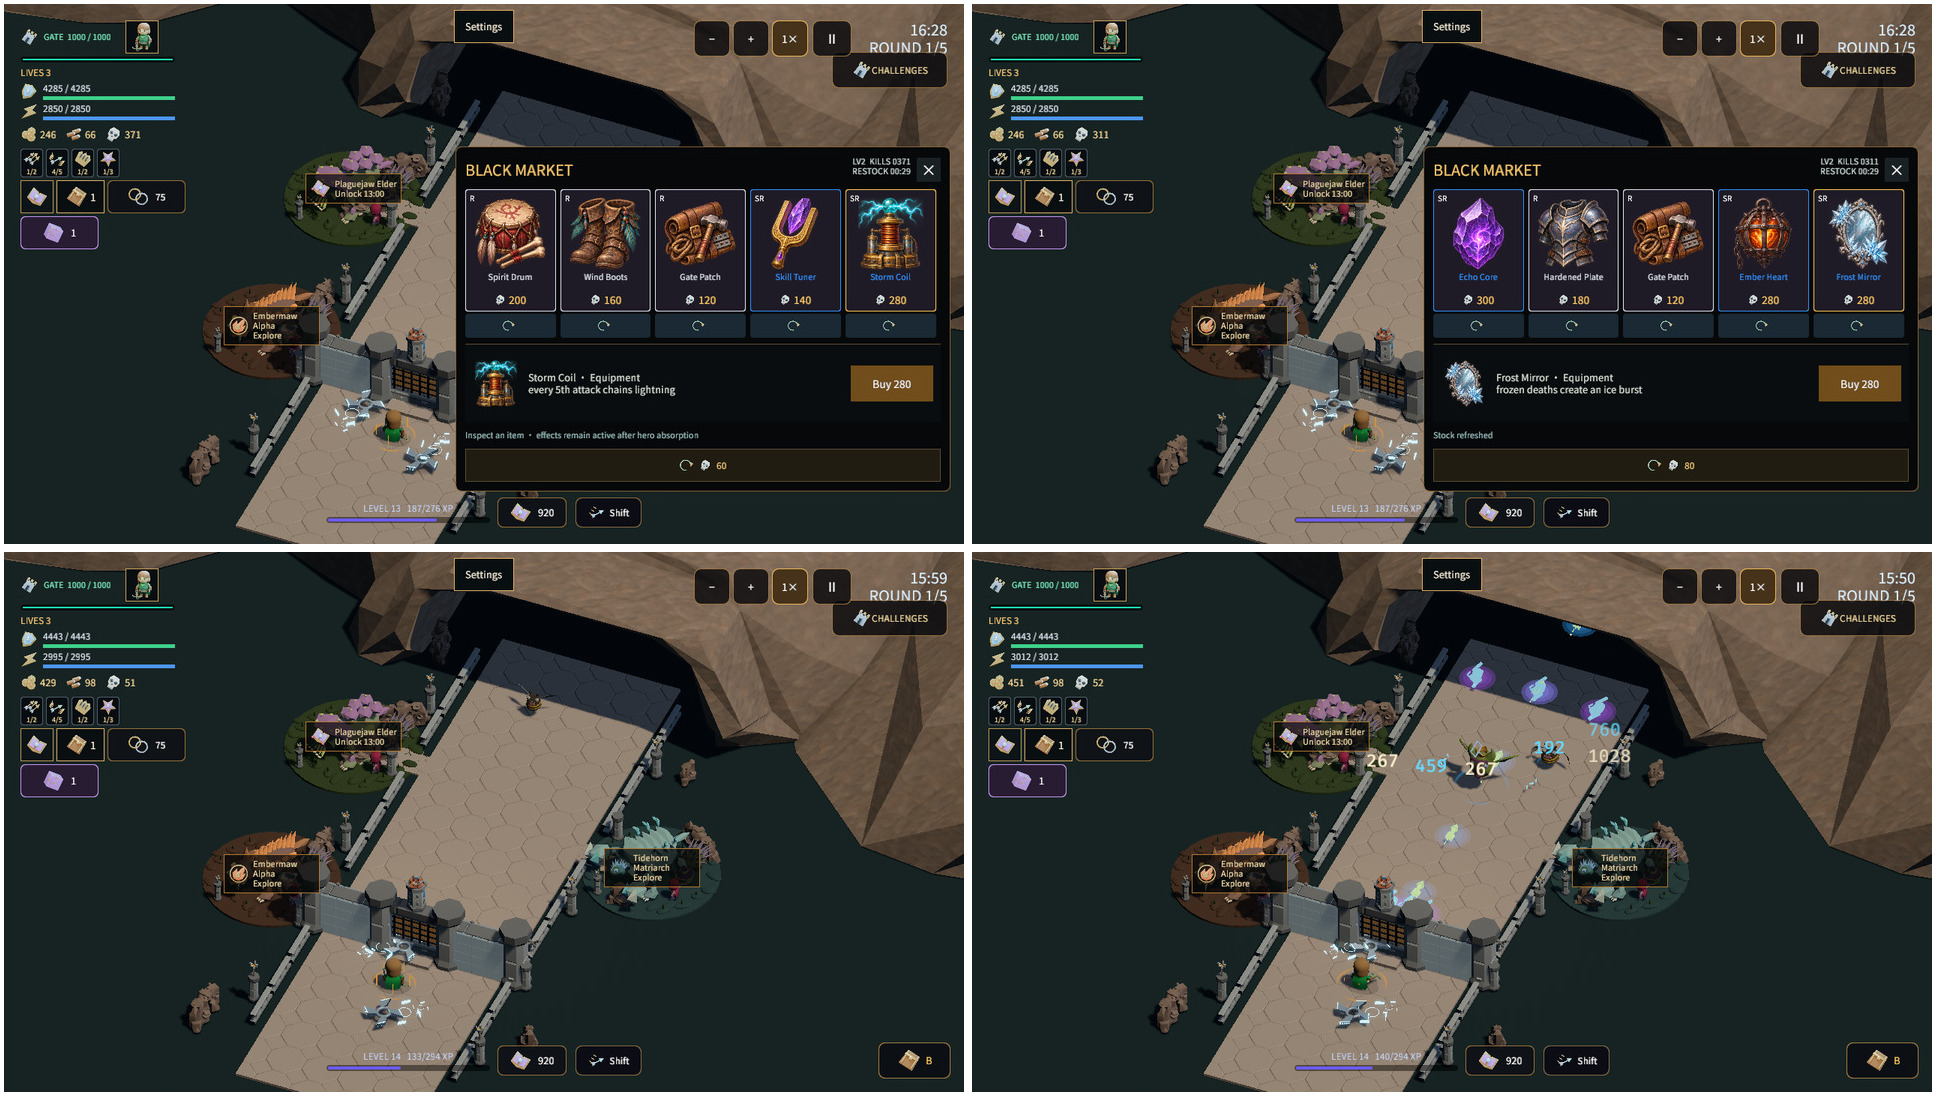 GATE 1000 / 1000
Settings
− + 1× II
16:28
ROUND 1/5
CHALLENGES
LIVES 3
4285 / 4285
2850 / 2850
246 66 371
1/2 4/5 1/2 1/3
1 75
1
Plaguejaw Elder
Unlock 13:00
Embermaw
Alpha
Explore
BLACK MARKET
LV2 KILLS 0371
RESTOCK 00:29
R R R SR SR
Spirit Drum Wind Boots Gate Patch Skill Tuner Storm Coil
200 160 120 140 280
Storm Coil • Equipment
every 5th attack chains lightning
Buy 280
Inspect an item • effects remain active after hero absorption
60
LEVEL 13 187/276 XP
920 Shift
GATE 1000 / 1000
Settings
− + 1× II
16:28
ROUND 1/5
CHALLENGES
LIVES 3
4285 / 4285
2850 / 2850
246 66 311
1/2 4/5 1/2 1/3
1 75
1
Plaguejaw Elder
Unlock 13:00
Embermaw
Alpha
Explore
BLACK MARKET
LV2 KILLS 0311
RESTOCK 00:29
SR R R SR SR
Echo Core Hardened Plate Gate Patch Ember Heart Frost Mirror
300 180 120 280 280
Frost Mirror • Equipment
frozen deaths create an ice burst
Buy 280
Stock refreshed
80
LEVEL 13 187/276 XP
920 Shift
GATE 1000 / 1000
Settings
− + 1× II
15:59
ROUND 1/5
CHALLENGES
LIVES 3
4443 / 4443
2995 / 2995
429 98 51
1/2 4/5 1/2 1/3
1 75
1
Plaguejaw Elder
Unlock 13:00
Embermaw
Alpha
Explore
Tidehorn
Matriarch
Explore
LEVEL 14 133/294 XP
920 Shift
B
GATE 1000 / 1000
Settings
− + 1× II
15:50
ROUND 1/5
CHALLENGES
LIVES 3
4443 / 4443
3012 / 3012
451 98 52
1/2 4/5 1/2 1/3
1 75
1
Plaguejaw Elder
Unlock 13:00
760
267 459 267 192 1028
Embermaw
Alpha
Explore
Tidehorn
Matriarch
Explore
LEVEL 14 140/294 XP
920 Shift
B